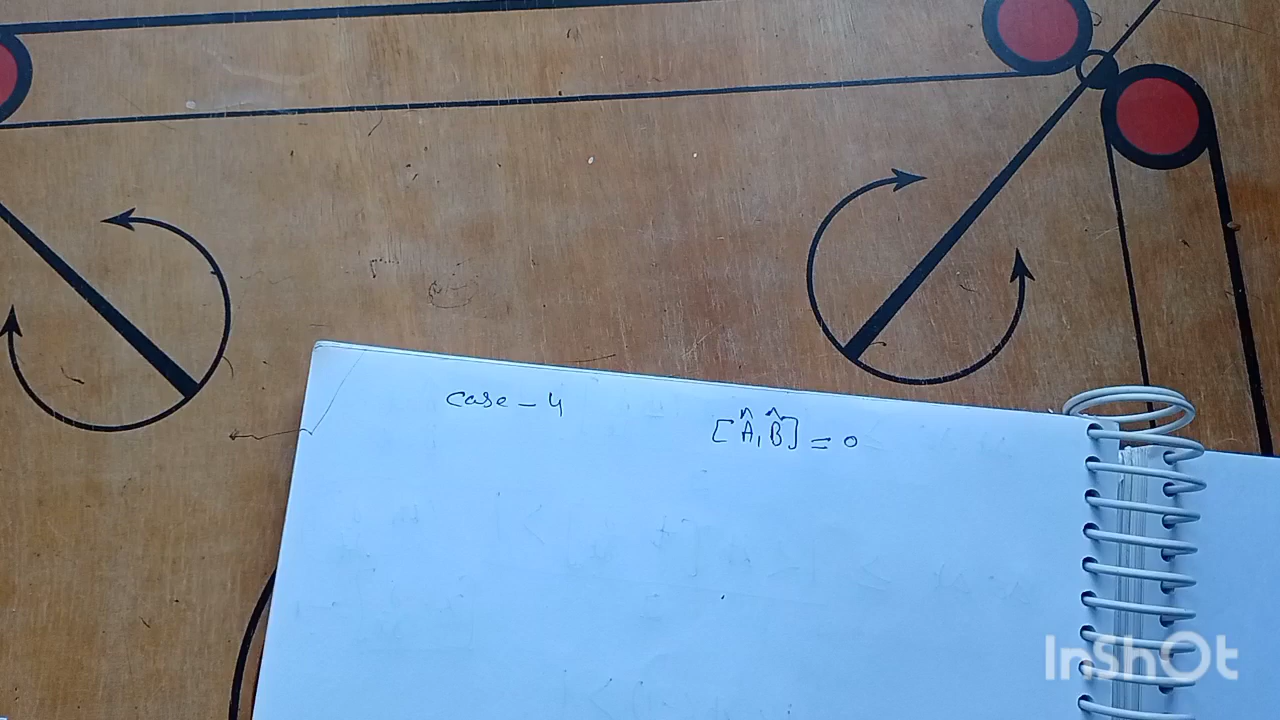 case - 4
[Â, B̂] = 0
InShOt